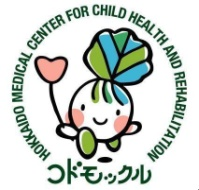 HOKKAIDO MEDICAL CENTER FOR CHILD HEALTH AND REHABILITATION
コドモックル